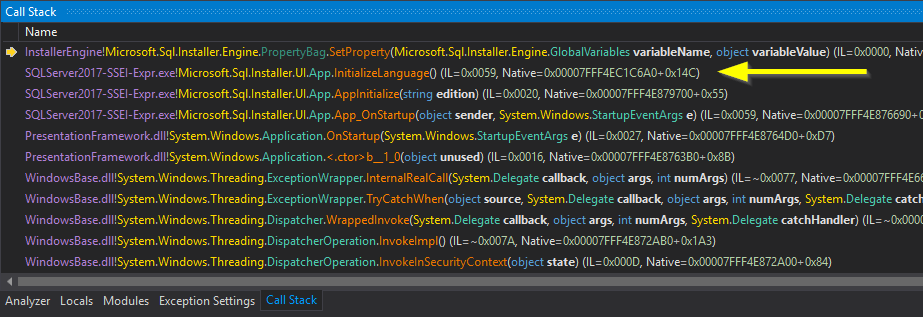 Call Stack
Name
InstallerEngine!Microsoft.Sql.Installer.Engine.PropertyBag.SetProperty(Microsoft.Sql.Installer.Engine.GlobalVariables variableName, object variableValue) (IL=0x0000, Nativ
SQLServer2017-SSEI-Expr.exe!Microsoft.Sql.Installer.UI.App.InitializeLanguage() (IL=0x0059, Native=0x00007FFF4EC1C6A0+0x14C)
SQLServer2017-SSEI-Expr.exe!Microsoft.Sql.Installer.UI.App.AppInitialize(string edition) (IL=0x0020, Native=0x00007FFF4E879700+0x55)
SQLServer2017-SSEI-Expr.exe!Microsoft.Sql.Installer.UI.App.App_OnStartup(object sender, System.Windows.StartupEventArgs e) (IL=0x0059, Native=0x00007FFF4E876690+0
PresentationFramework.dll!System.Windows.Application.OnStartup(System.Windows.StartupEventArgs e) (IL=0x0027, Native=0x00007FFF4E8764D0+0xD7)
PresentationFramework.dll!System.Windows.Application.<.ctor>b__1_0(object unused) (IL=0x0016, Native=0x00007FFF4E8763B0+0x8B)
WindowsBase.dll!System.Windows.Threading.ExceptionWrapper.InternalRealCall(System.Delegate callback, object args, int numArgs) (IL=~0x0077, Native=0x00007FFF4E66
WindowsBase.dll!System.Windows.Threading.ExceptionWrapper.TryCatchWhen(object source, System.Delegate callback, object args, int numArgs, System.Delegate catch
WindowsBase.dll!System.Windows.Threading.Dispatcher.WrappedInvoke(System.Delegate callback, object args, int numArgs, System.Delegate catchHandler) (IL=~0x000
WindowsBase.dll!System.Windows.Threading.DispatcherOperation.InvokeImpl() (IL=~0x007A, Native=0x00007FFF4E872AB0+0x1A3)
WindowsBase.dll!System.Windows.Threading.DispatcherOperation.InvokeInSecurityContext(object state) (IL=0x000D, Native=0x00007FFF4E872A00+0x84)
Analyzer Locals Modules Exception Settings Call Stack